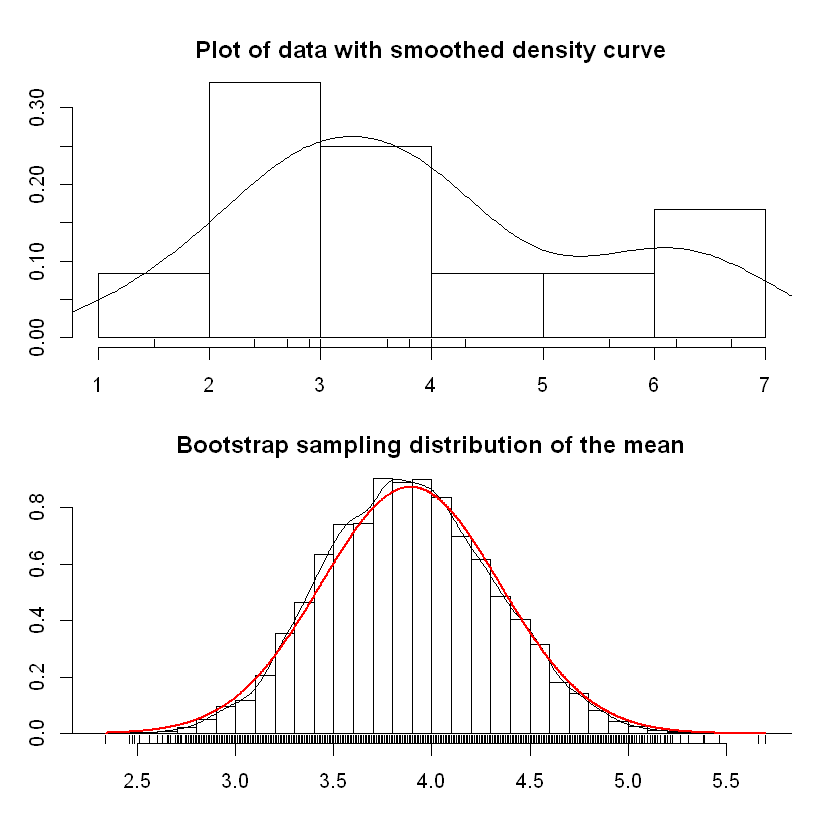 Plot of data with smoothed density curve
0.30
0.20
0.10
0.00
1 2 3 4 5 6 7
Bootstrap sampling distribution of the mean
0.8
0.6
0.4
0.2
0.0
2.5 3.0 3.5 4.0 4.5 5.0 5.5